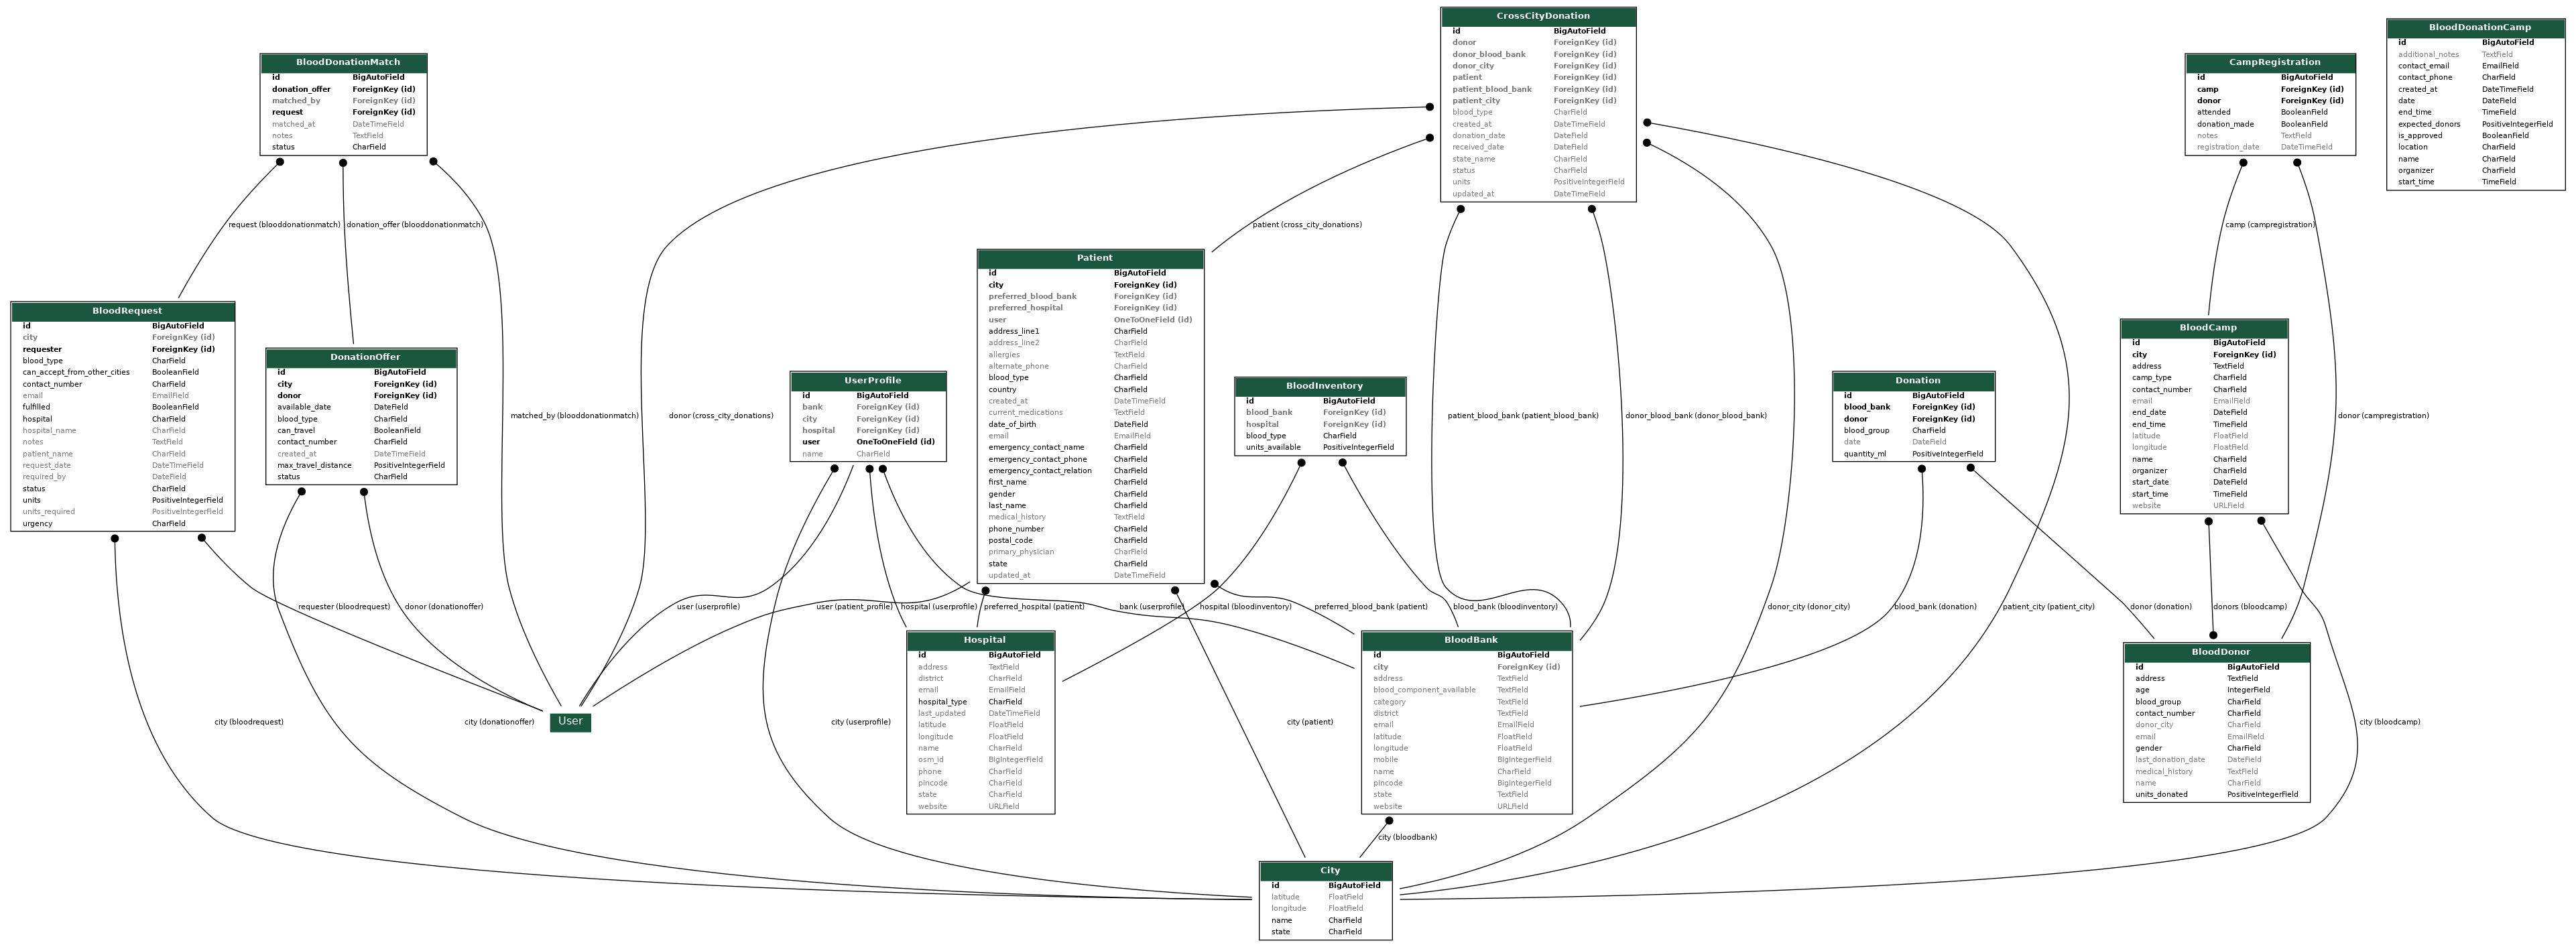 CrossCityDonation
id BigAutoField
donor ForeignKey (id)
donor_blood_bank ForeignKey (id)
donor_city ForeignKey (id)
patient ForeignKey (id)
patient_blood_bank ForeignKey (id)
patient_city ForeignKey (id)
blood_type CharField
created_at DateTimeField
donation_date DateField
received_date DateField
state_name CharField
status CharField
units PositiveIntegerField
updated_at DateTimeField
BloodDonationCamp
id BigAutoField
additional_notes TextField
contact_email EmailField
contact_phone CharField
created_at DateTimeField
date DateField
end_time TimeField
expected_donors PositiveIntegerField
is_approved BooleanField
location CharField
name CharField
organizer CharField
start_time TimeField
BloodDonationMatch
id BigAutoField
donation_offer ForeignKey (id)
matched_by ForeignKey (id)
request ForeignKey (id)
matched_at DateTimeField
notes TextField
status CharField
CampRegistration
id BigAutoField
camp ForeignKey (id)
donor ForeignKey (id)
attended BooleanField
donation_made BooleanField
notes TextField
registration_date DateTimeField
request (blooddonationmatch)
donation_offer (blooddonationmatch)
patient (cross_city_donations)
camp (campregistration)
Patient
id BigAutoField
city ForeignKey (id)
preferred_blood_bank ForeignKey (id)
preferred_hospital ForeignKey (id)
user OneToOneField (id)
address_line1 CharField
address_line2 CharField
allergies TextField
alternate_phone CharField
blood_type CharField
country CharField
created_at DateTimeField
current_medications TextField
date_of_birth DateField
email EmailField
emergency_contact_name CharField
emergency_contact_phone CharField
emergency_contact_relation CharField
first_name CharField
gender CharField
last_name CharField
medical_history TextField
phone_number CharField
postal_code CharField
primary_physician CharField
state CharField
updated_at DateTimeField
BloodRequest
id BigAutoField
city ForeignKey (id)
requester ForeignKey (id)
blood_type CharField
can_accept_from_other_cities BooleanField
contact_number CharField
email EmailField
fulfilled BooleanField
hospital CharField
hospital_name CharField
notes TextField
patient_name CharField
request_date DateTimeField
required_by DateField
status CharField
units PositiveIntegerField
units_required PositiveIntegerField
urgency CharField
DonationOffer
id BigAutoField
city ForeignKey (id)
donor ForeignKey (id)
available_date DateField
blood_type CharField
can_travel BooleanField
contact_number CharField
created_at DateTimeField
max_travel_distance PositiveIntegerField
status CharField
UserProfile
id BigAutoField
bank ForeignKey (id)
city ForeignKey (id)
hospital ForeignKey (id)
user OneToOneField (id)
name CharField
BloodInventory
id BigAutoField
blood_bank ForeignKey (id)
hospital ForeignKey (id)
blood_type CharField
units_available PositiveIntegerField
Donation
id BigAutoField
blood_bank ForeignKey (id)
donor ForeignKey (id)
blood_group CharField
date DateField
quantity_ml PositiveIntegerField
BloodCamp
id BigAutoField
city ForeignKey (id)
address TextField
camp_type CharField
contact_number CharField
email EmailField
end_date DateField
end_time TimeField
latitude FloatField
longitude FloatField
name CharField
organizer CharField
start_date DateField
start_time TimeField
website URLField
matched_by (blooddonationmatch)
donor (cross_city_donations)
patient_blood_bank (patient_blood_bank)
donor_blood_bank (donor_blood_bank)
donor (campregistration)
requester (bloodrequest)
donor (donationoffer)
user (userprofile)
user (patient_profile)
hospital (userprofile)
preferred_hospital (patient)
bank (userprofile)
hospital (bloodinventory)
preferred_blood_bank (patient)
blood_bank (bloodinventory)
donor_city (donor_city)
blood_bank (donation)
patient_city (patient_city)
donor (donation)
donors (bloodcamp)
Hospital
id BigAutoField
address TextField
district CharField
email EmailField
hospital_type CharField
last_updated DateTimeField
latitude FloatField
longitude FloatField
name CharField
osm_id BigIntegerField
phone CharField
pincode CharField
state CharField
website URLField
BloodBank
id BigAutoField
city ForeignKey (id)
address TextField
blood_component_available TextField
category TextField
district TextField
email EmailField
latitude FloatField
longitude FloatField
mobile BigIntegerField
name CharField
pincode BigIntegerField
state TextField
website URLField
BloodDonor
id BigAutoField
address TextField
age IntegerField
blood_group CharField
contact_number CharField
donor_city CharField
email EmailField
gender CharField
last_donation_date DateField
medical_history TextField
name CharField
units_donated PositiveIntegerField
city (bloodrequest)
city (donationoffer)
User
city (userprofile)
city (patient)
city (bloodcamp)
city (bloodbank)
City
id BigAutoField
latitude FloatField
longitude FloatField
name CharField
state CharField